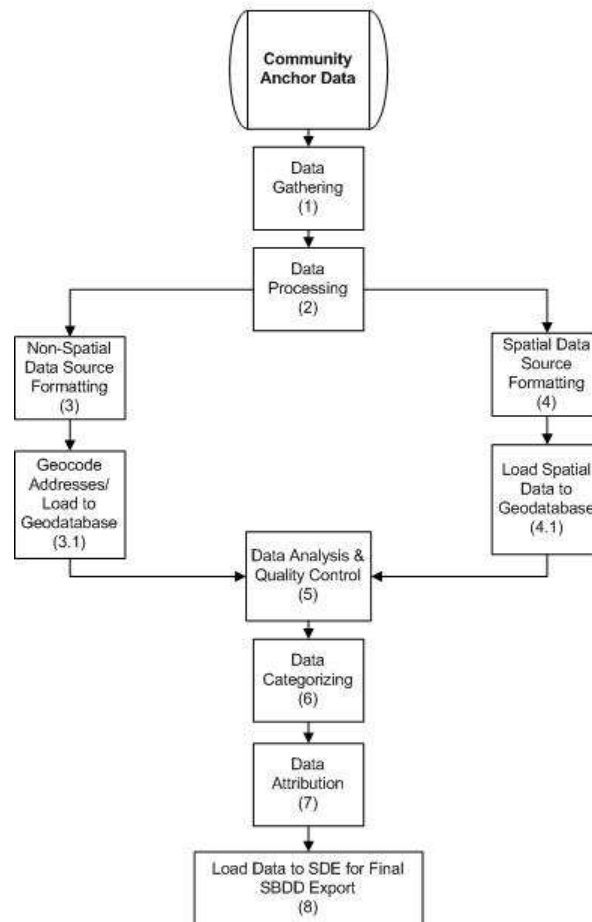 Community
Anchor Data
Data
Gathering
(1)
Data
Processing
(2)
Non-Spatial
Data Source
Formatting
(3)
Spatial Data
Source
Formatting
(4)
Geocode
Addresses/
Load to
Geodatabase
(3.1)
Load Spatial
Data to
Geodatabase
(4.1)
Data Analysis &
Quality Control
(5)
Data
Categorizing
(6)
Data
Attribution
(7)
Load Data to SDE for Final
SBDD Export
(8)